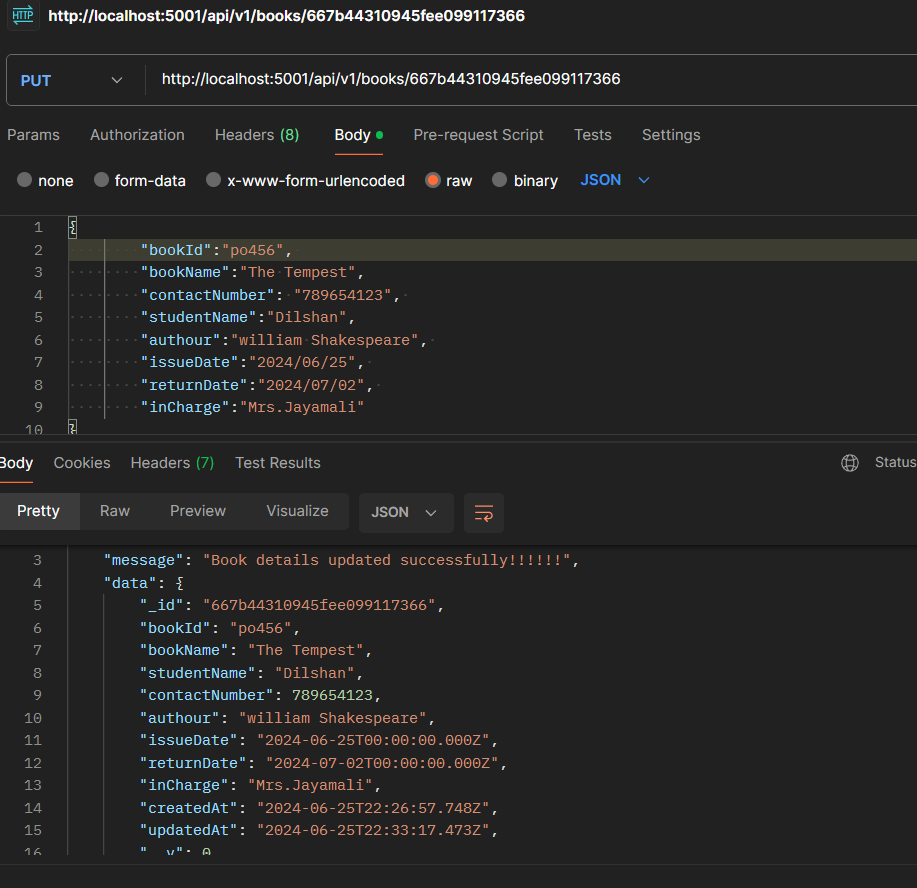 HTTP http://localhost:5001/api/v1/books/667b44310945fee099117366
PUT http://localhost:5001/api/v1/books/667b44310945fee099117366
Params Authorization Headers (8) Body Pre-request Script Tests Settings
none form-data x-www-form-urlencoded raw binary JSON
1 {
2 "bookId":"po456",
3 "bookName":"The Tempest",
4 "contactNumber": "789654123",
5 "studentName":"Dilshan",
6 "authour":"william Shakespeare",
7 "issueDate":"2024/06/25",
8 "returnDate":"2024/07/02",
9 "inCharge":"Mrs.Jayamali"
10 }
Body Cookies Headers (7) Test Results Status
Pretty Raw Preview Visualize JSON
3 "message": "Book details updated successfully!!!!!!",
4 "data": {
5 "_id": "667b44310945fee099117366",
6 "bookId": "po456",
7 "bookName": "The Tempest",
8 "studentName": "Dilshan",
9 "contactNumber": 789654123,
10 "authour": "william Shakespeare",
11 "issueDate": "2024-06-25T00:00:00.000Z",
12 "returnDate": "2024-07-02T00:00:00.000Z",
13 "inCharge": "Mrs.Jayamali",
14 "createdAt": "2024-06-25T22:26:57.748Z",
15 "updatedAt": "2024-06-25T22:33:17.473Z",
16 "__v": 0